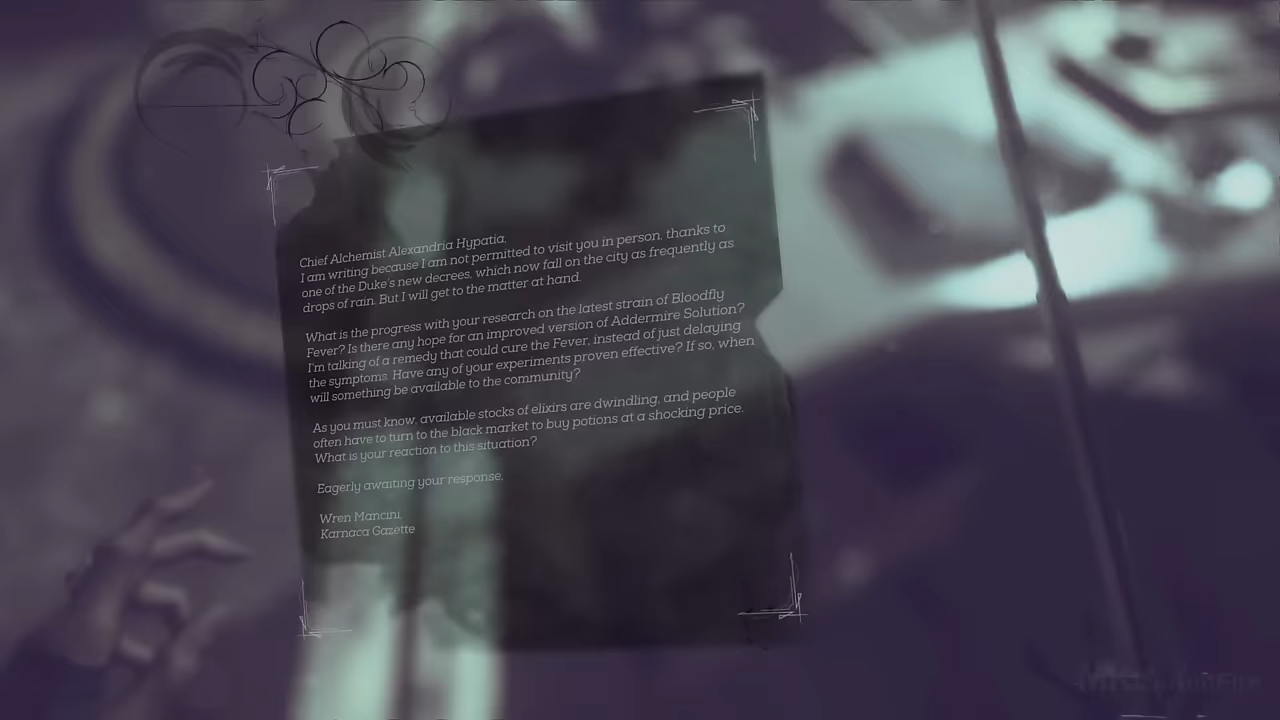 Chief Alchemist Alexandria Hypatia,
I am writing because I am not permitted to visit you in person, thanks to
one of the Duke's new decrees, which now fall on the city as frequently as
drops of rain. But I will get to the matter at hand.
What is the progress with your research on the latest strain of Bloodfly
Fever? Is there any hope for an improved version of Addermire Solution?
I'm talking of a remedy that could cure the Fever, instead of just delaying
the symptoms. Have any of your experiments proven effective? If so, when
will something be available to the community?
As you must know, available stocks of elixirs are dwindling, and people
often have to turn to the black market to buy potions at a shocking price.
What is your reaction to this situation?
Eagerly awaiting your response,
Wren Mancini,
Karnaca Gazette